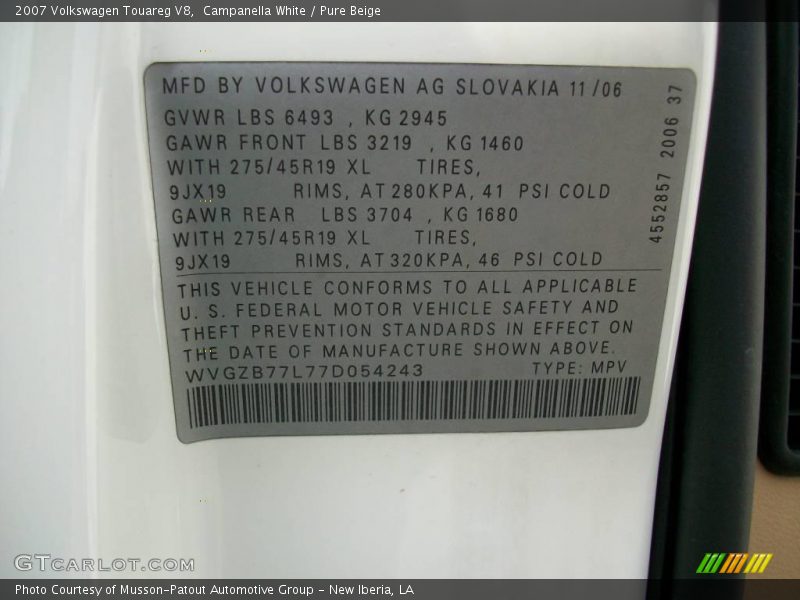 2007 Volkswagen Touareg V8,  Campanella White / Pure Beige
MFD BY VOLKSWAGEN AG SLOVAKIA 11/06
GVWR LBS 6493 , KG 2945
GAWR FRONT LBS 3219 , KG 1460
WITH 275/45R19 XL TIRES,
9JX19 RIMS, AT 280KPA, 41 PSI COLD
GAWR REAR LBS 3704 , KG 1680
WITH 275/45R19 XL TIRES,
9JX19 RIMS, AT 320KPA, 46 PSI COLD
THIS VEHICLE CONFORMS TO ALL APPLICABLE
U. S. FEDERAL MOTOR VEHICLE SAFETY AND
THEFT PREVENTION STANDARDS IN EFFECT ON
THE DATE OF MANUFACTURE SHOWN ABOVE.
WVGZB77L77D054243 TYPE: MPV
4552857 2006 37
GTCARLOT.COM
Photo Courtesy of Musson-Patout Automotive Group - New Iberia, LA